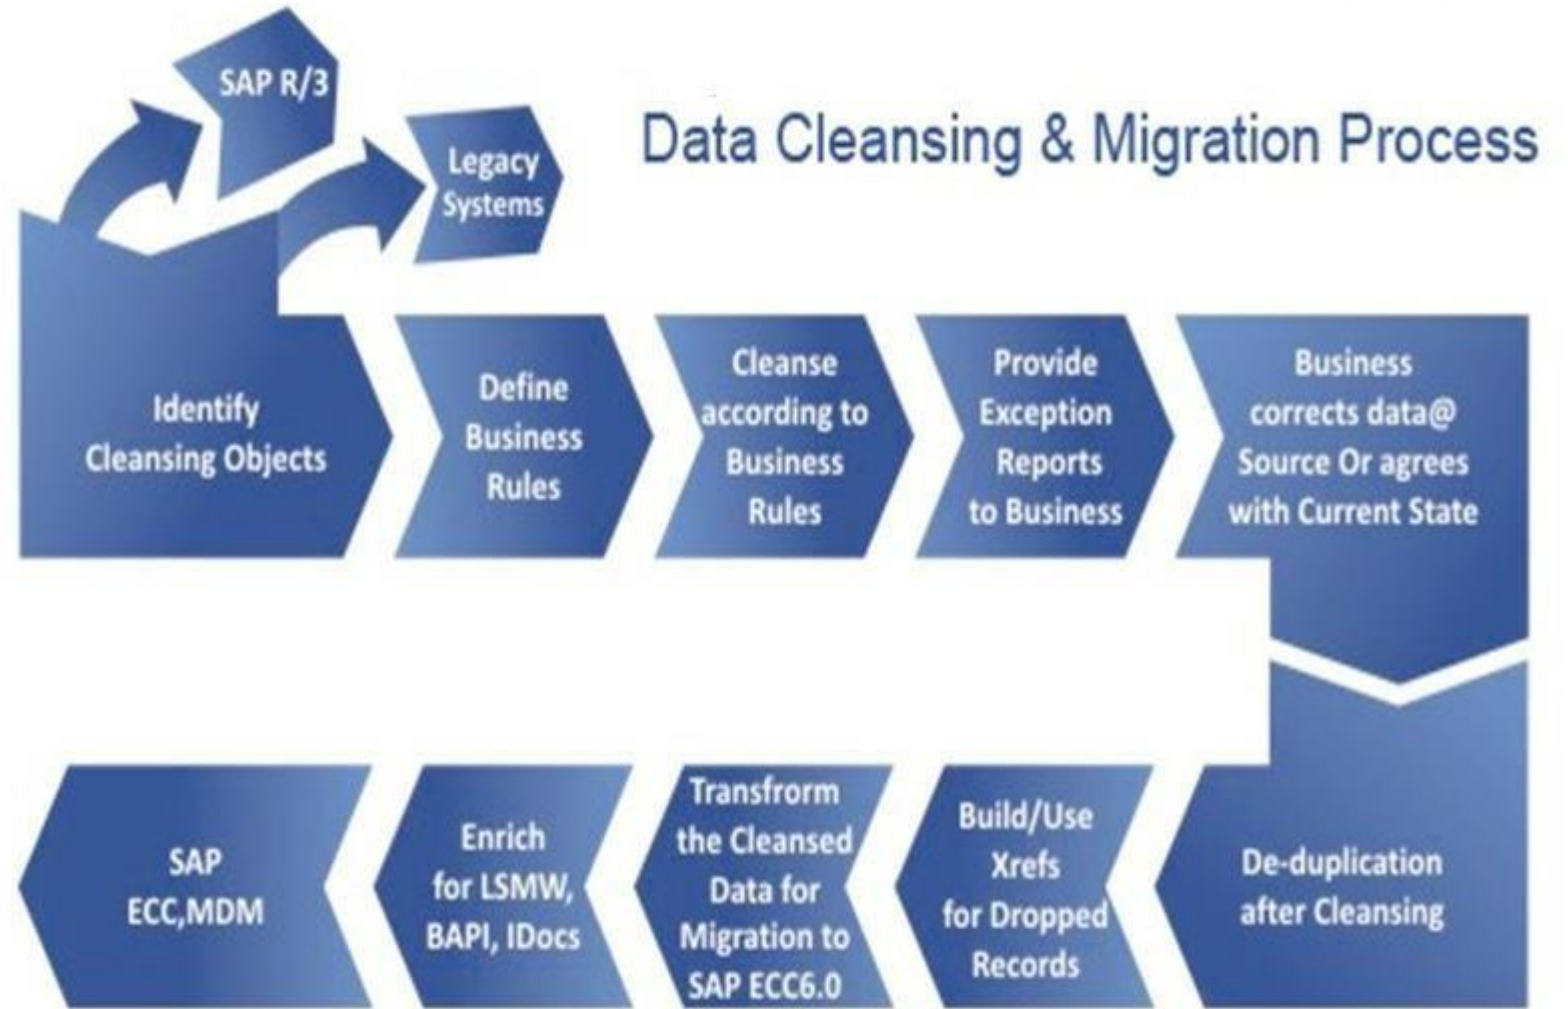 SAP R/3
Legacy
Systems
Data Cleansing & Migration Process
Identify
Cleansing Objects
Define
Business
Rules
Cleanse
according to
Business
Rules
Provide
Exception
Reports
to Business
Business
corrects data@
Source Or agrees
with Current State
De-duplication
after Cleansing
Build/Use
Xrefs
for Dropped
Records
Transfrorm
the Cleansed
Data for
Migration to
SAP ECC6.0
Enrich
for LSMW,
BAPI, IDocs
SAP
ECC,MDM